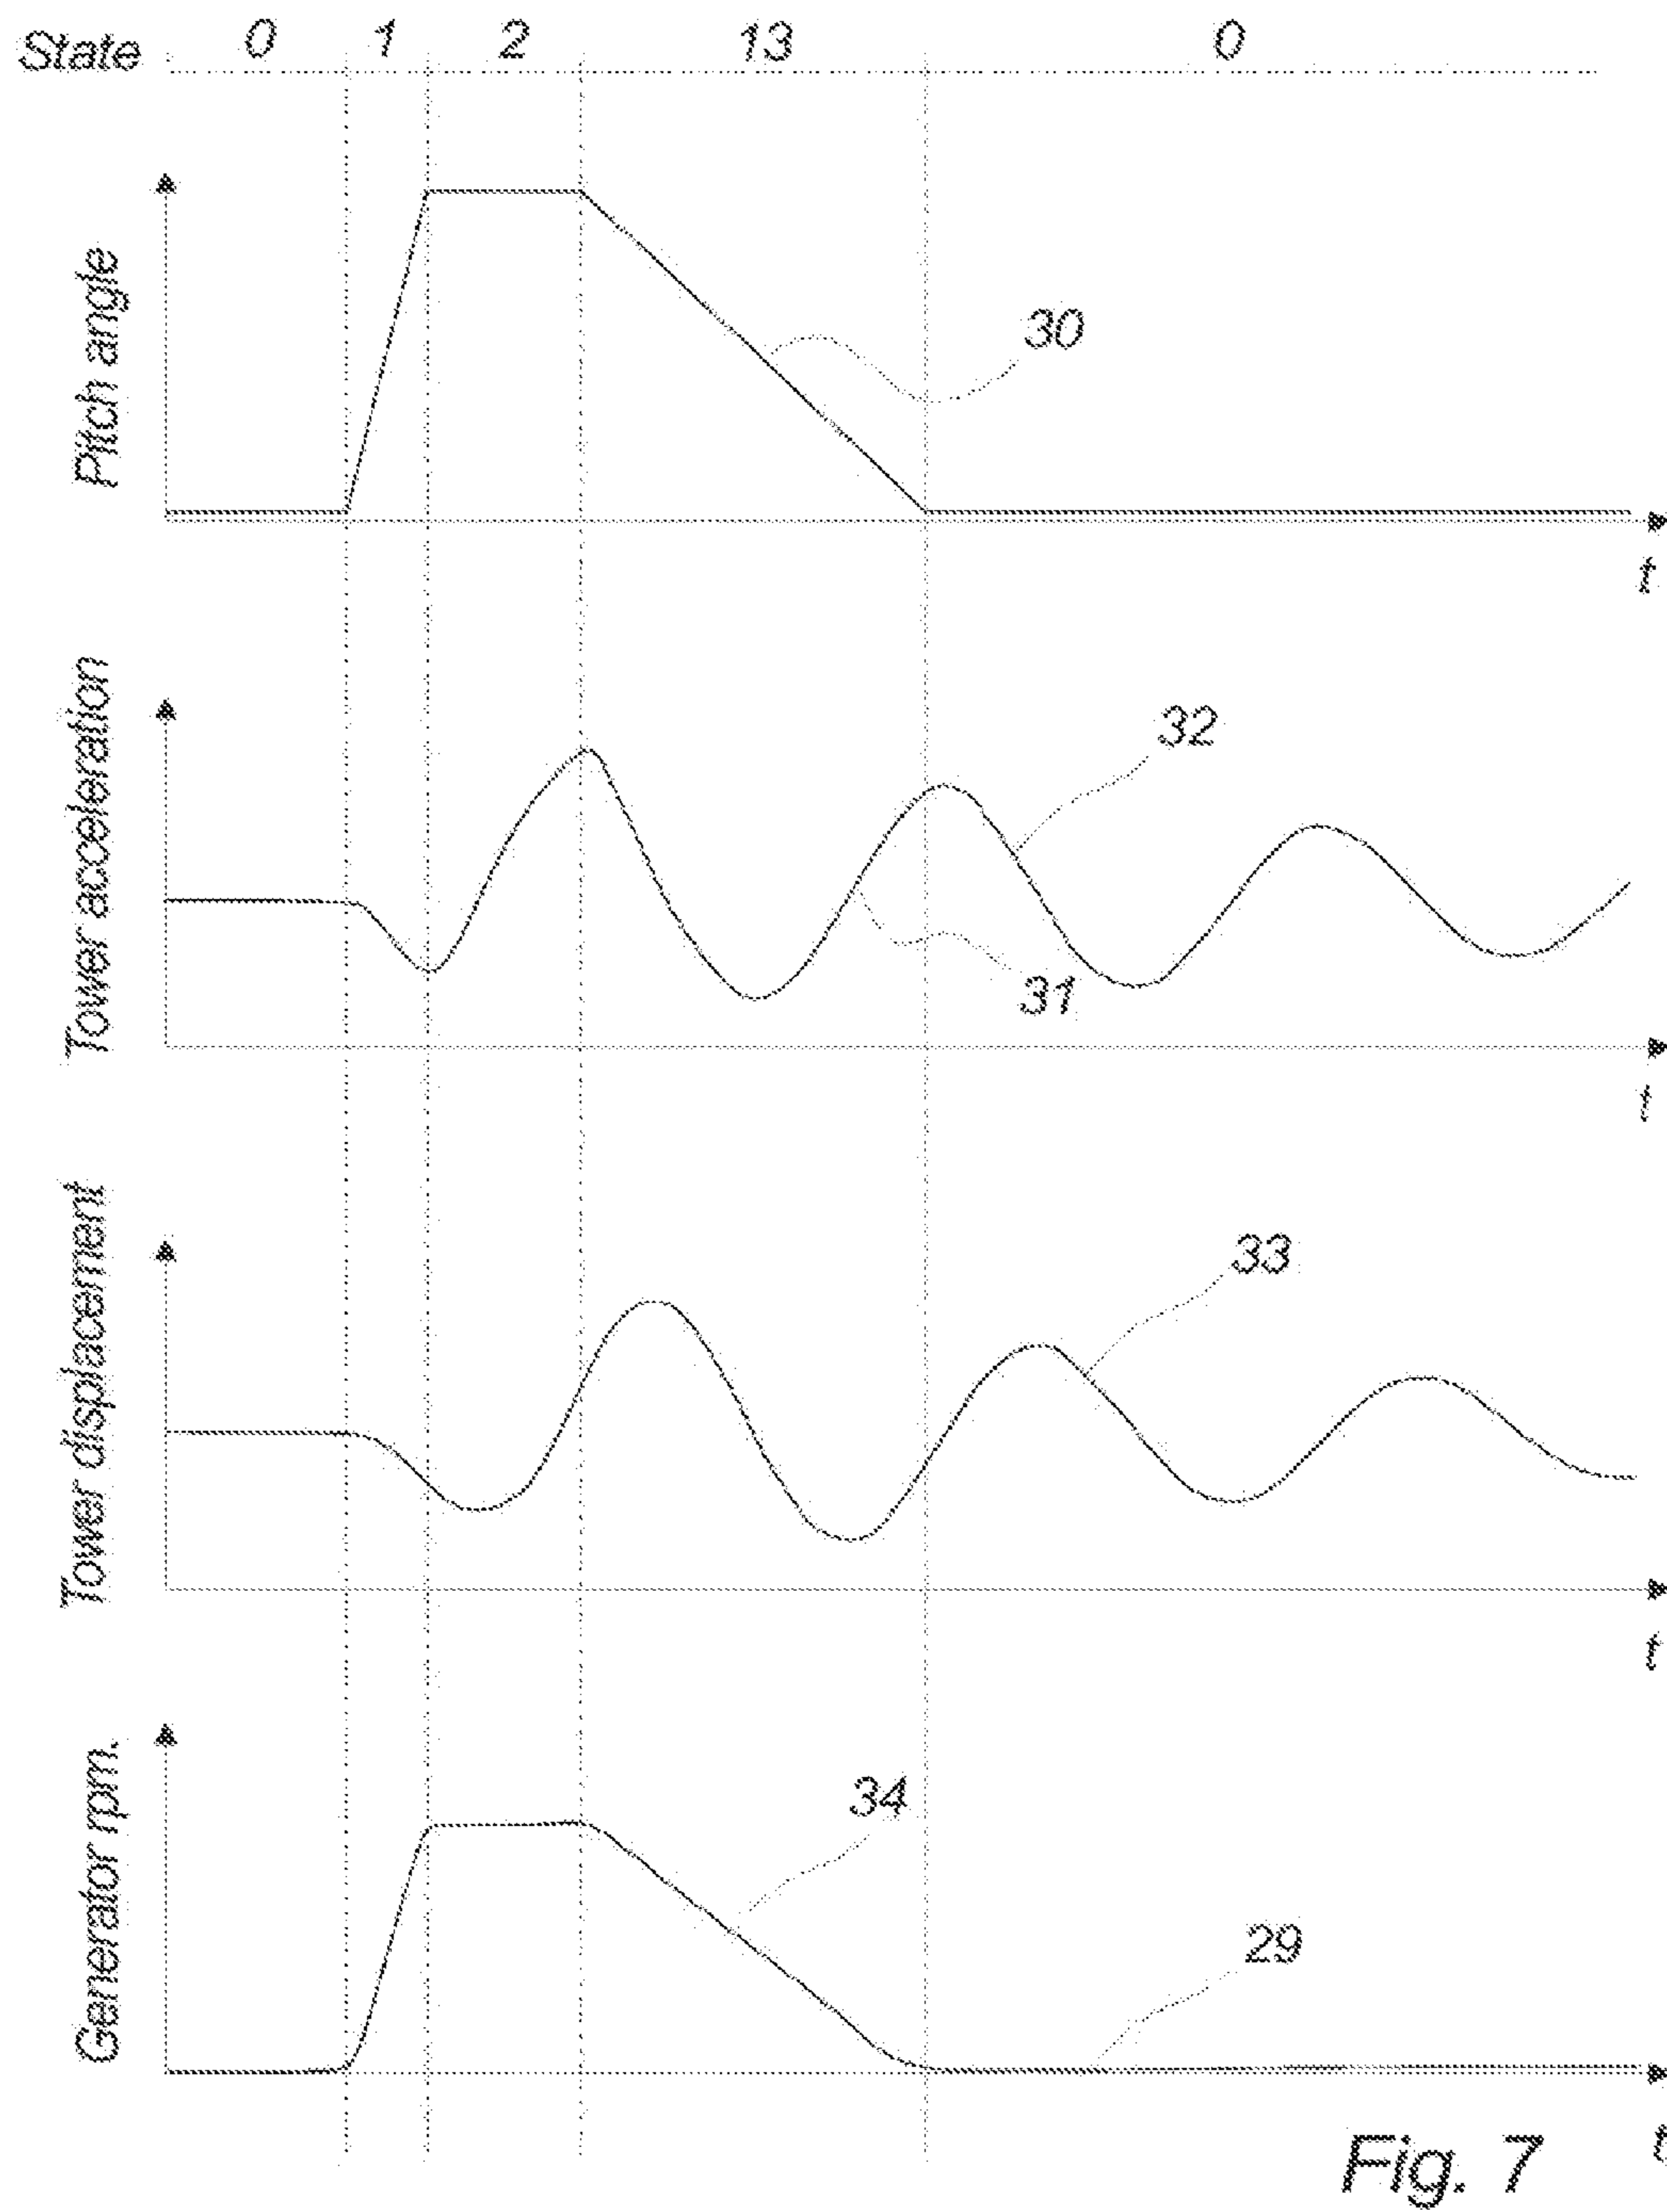 State 0 1 2 13 0
Pitch angle
30
t
Tower acceleration
32
31
t
Tower displacement
33
t
Generator rpm.
34
29
t
Fig. 7